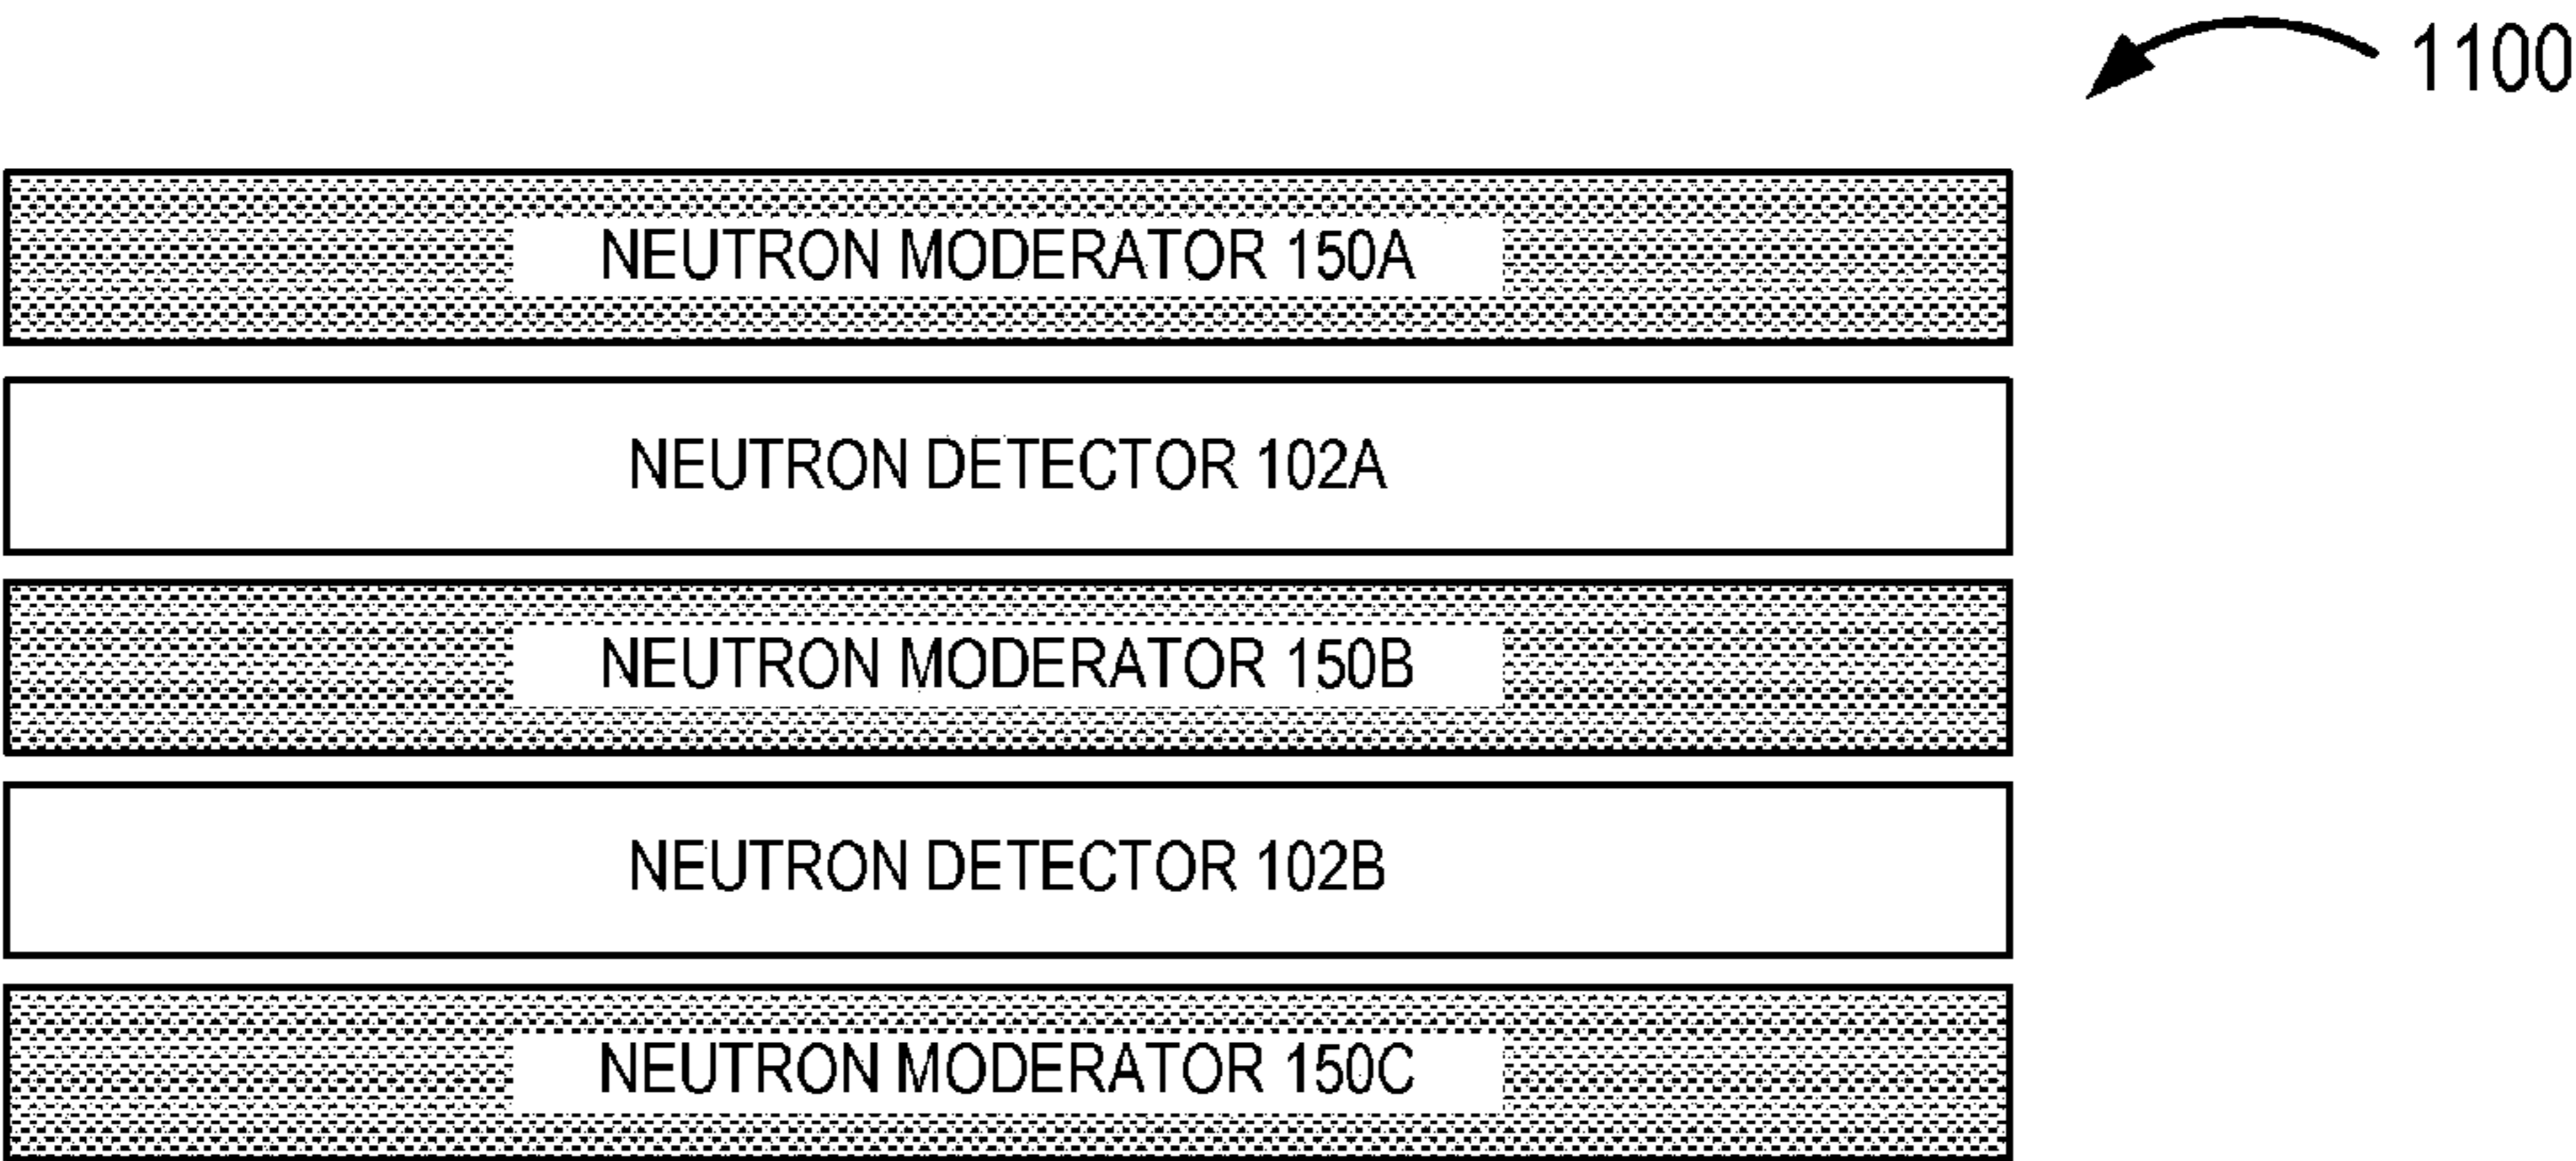 1100
NEUTRON MODERATOR 150A
NEUTRON DETECTOR 102A
NEUTRON MODERATOR 150B
NEUTRON DETECTOR 102B
NEUTRON MODERATOR 150C